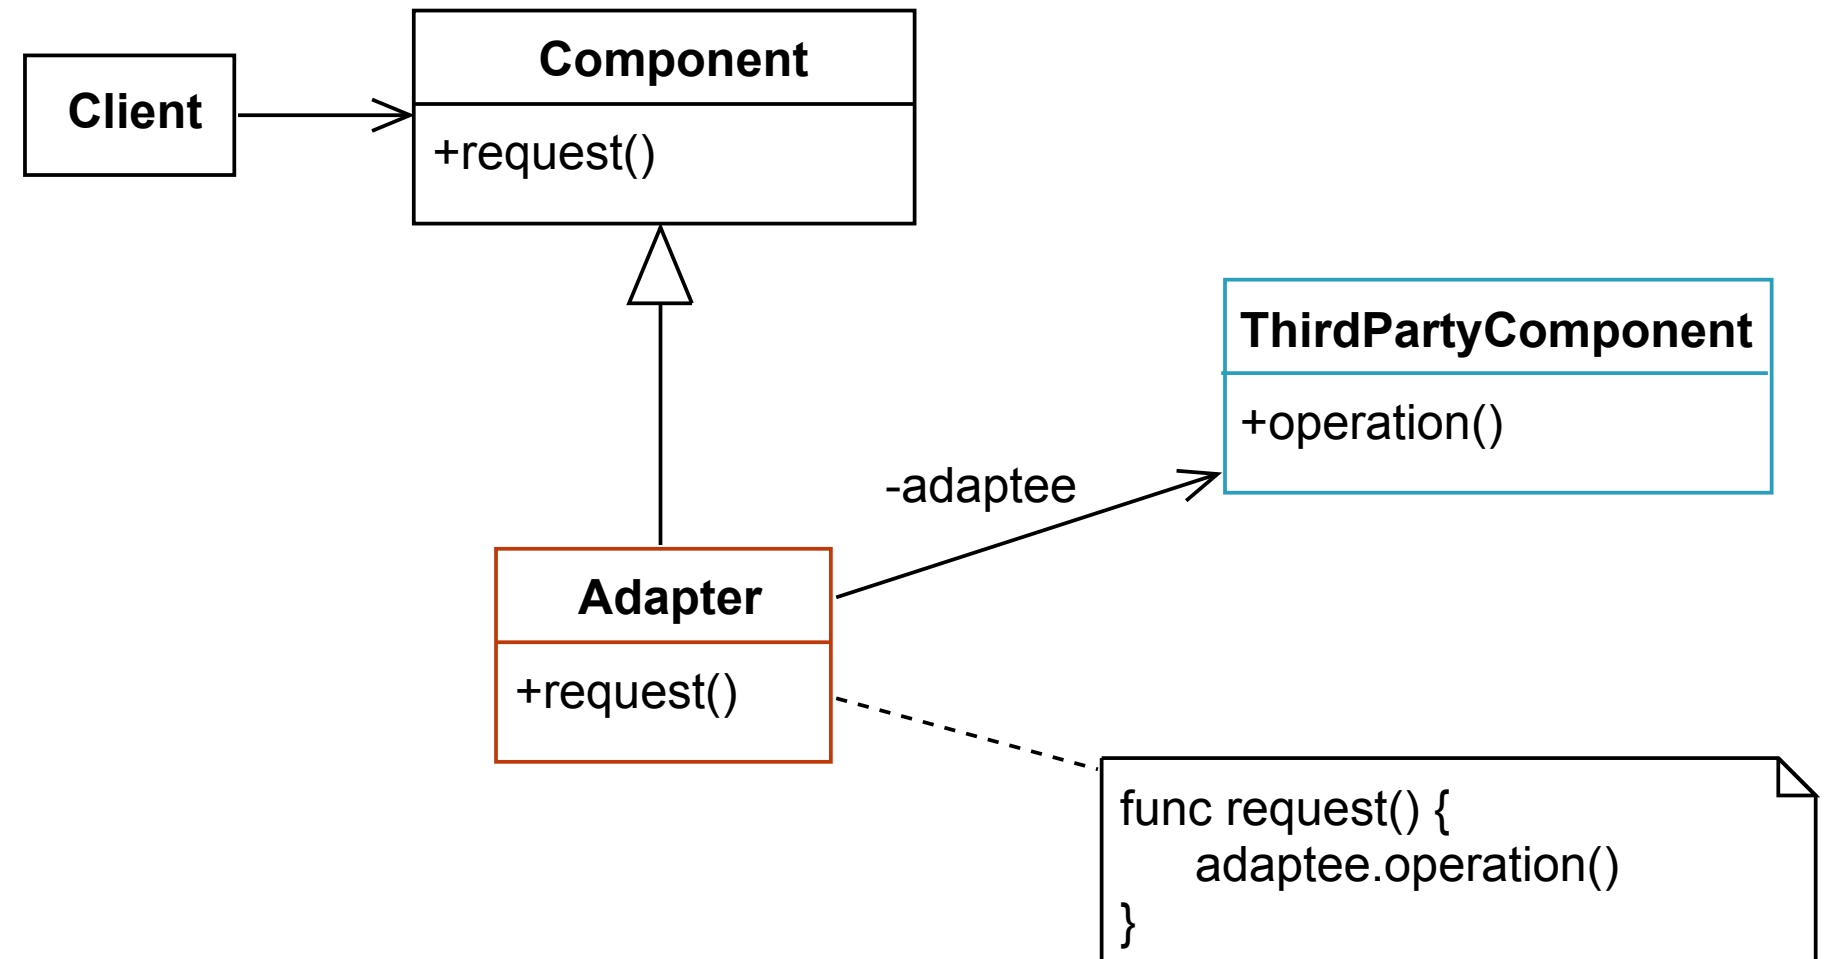 Client
Component
+request()
ThirdPartyComponent
+operation()
-adaptee
Adapter
+request()
func request() {
adaptee.operation()
}